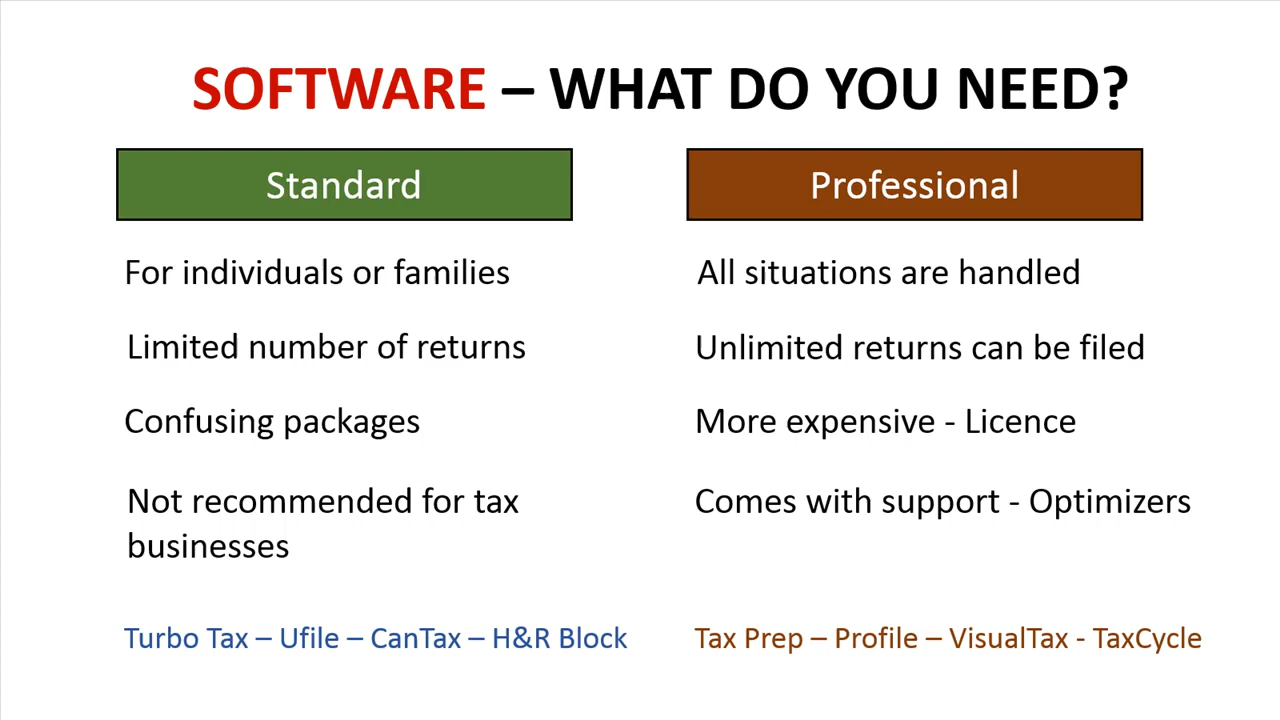 SOFTWARE – WHAT DO YOU NEED?
Standard
For individuals or families
Limited number of returns
Confusing packages
Not recommended for tax
businesses
Turbo Tax – Ufile – CanTax – H&R Block
Professional
All situations are handled
Unlimited returns can be filed
More expensive - Licence
Comes with support - Optimizers
Tax Prep – Profile – VisualTax - TaxCycle